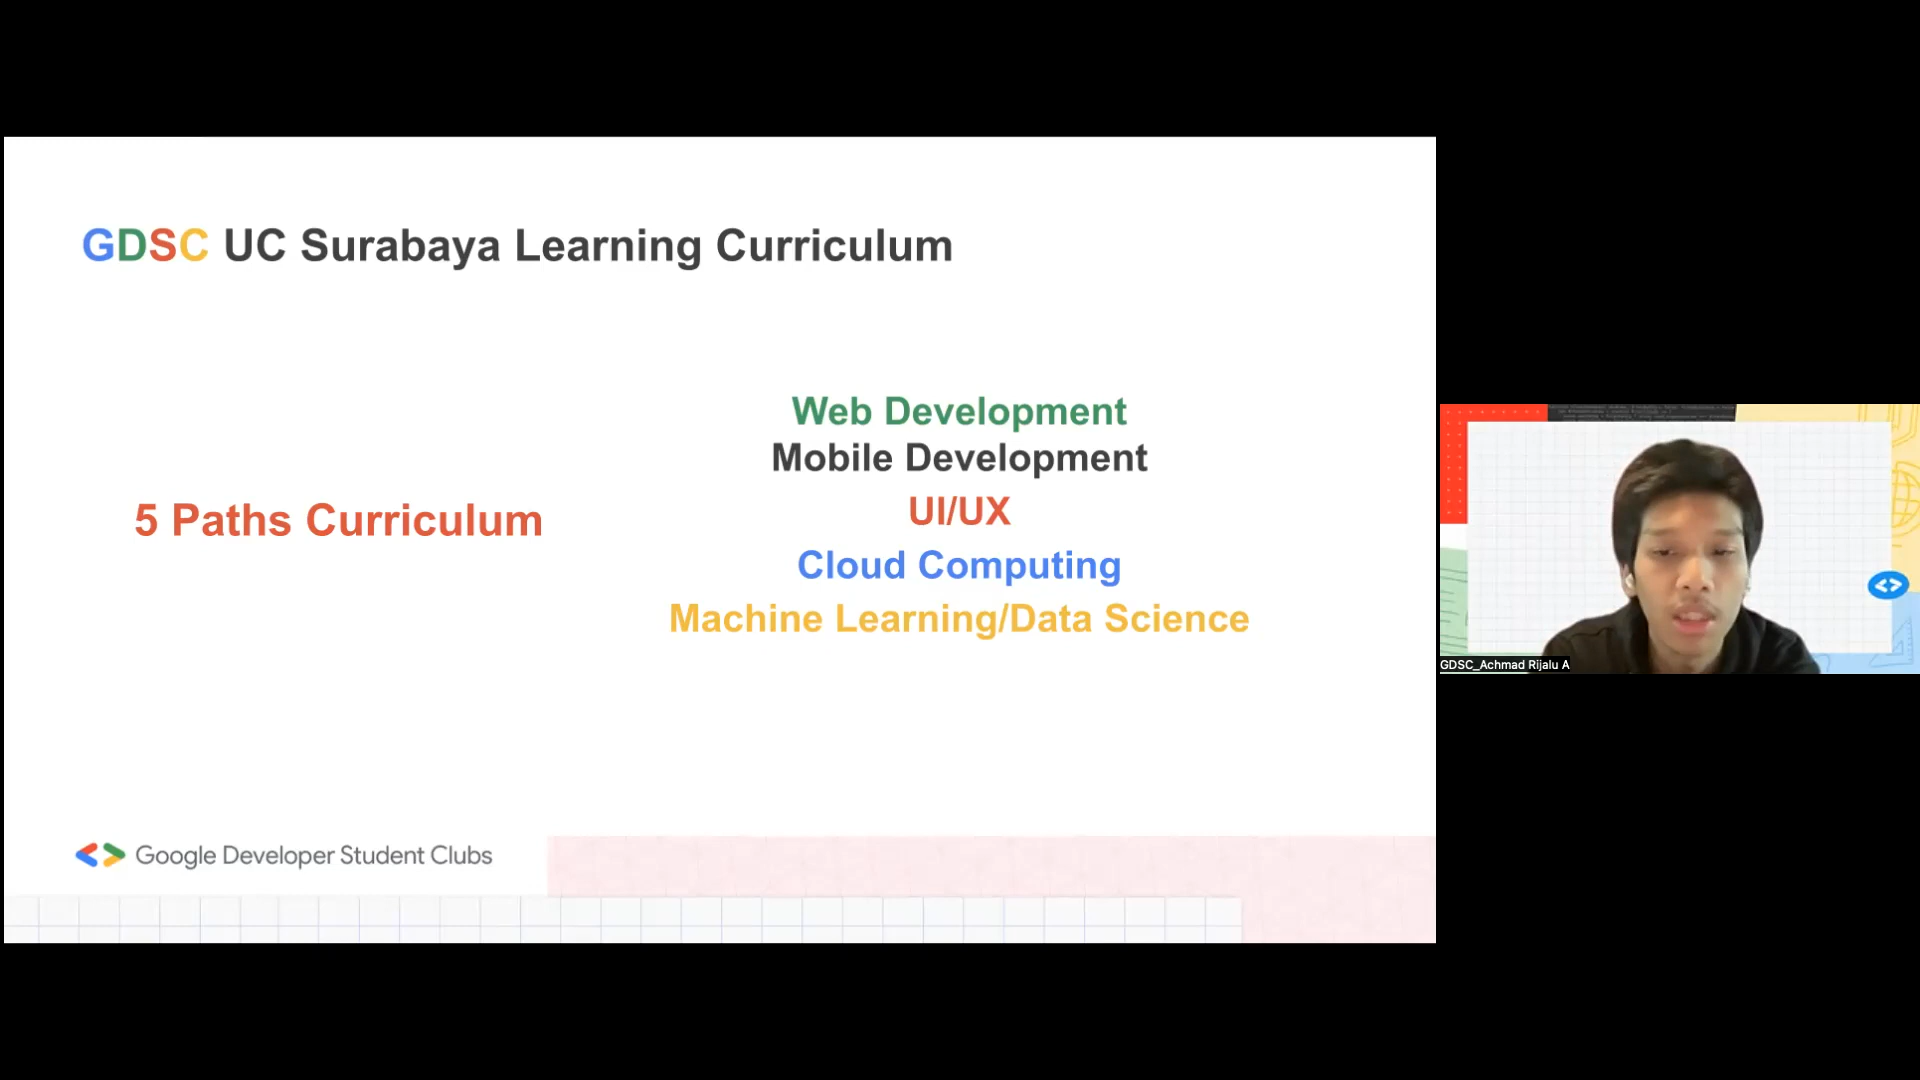 GDSC UC Surabaya Learning Curriculum
5 Paths Curriculum
Web Development
Mobile Development
UI/UX
Cloud Computing
Machine Learning/Data Science
Google Developer Student Clubs
GDSC_Achmad Rijalu A